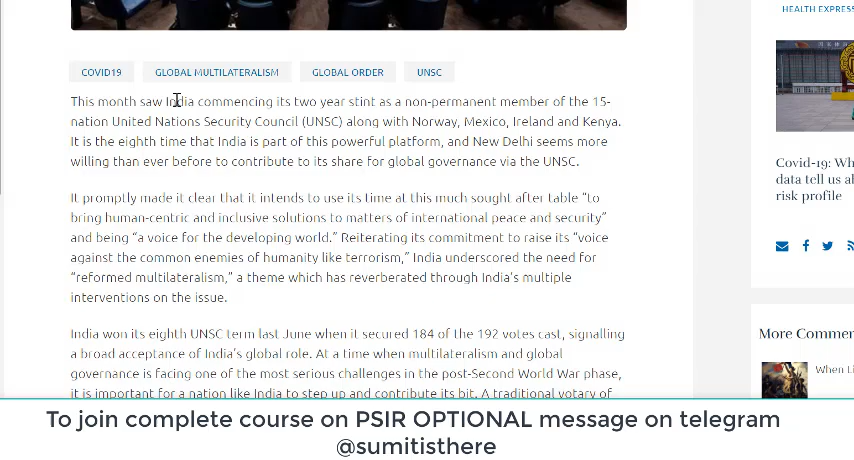 COVID19 GLOBAL MULTILATERALISM GLOBAL ORDER UNSC
This month saw India commencing its two year stint as a non-permanent member of the 15-
nation United Nations Security Council (UNSC) along with Norway, Mexico, Ireland and Kenya.
It is the eighth time that India is part of this powerful platform, and New Delhi seems more
willing than ever before to contribute to its share for global governance via the UNSC.
It promptly made it clear that it intends to use its time at this much sought after table “to
bring human-centric and inclusive solutions to matters of international peace and security”
and being “a voice for the developing world.” Reiterating its commitment to raise its “voice
against the common enemies of humanity like terrorism,” India underscored the need for
“reformed multilateralism,” a theme which has reverberated through India’s multiple
interventions on the issue.
India won its eighth UNSC term last June when it secured 184 of the 192 votes cast, signalling
a broad acceptance of India’s global role. At a time when multilateralism and global
governance is facing one of the most serious challenges in the post-Second World War phase,
it is important for a nation like India to step up and contribute its bit. A traditional votary of
HEALTH EXPRES
Covid-19: Wh
data tell us a
risk profile
More Commen
When Li
To join complete course on PSIR OPTIONAL message on telegram
@sumitisthere